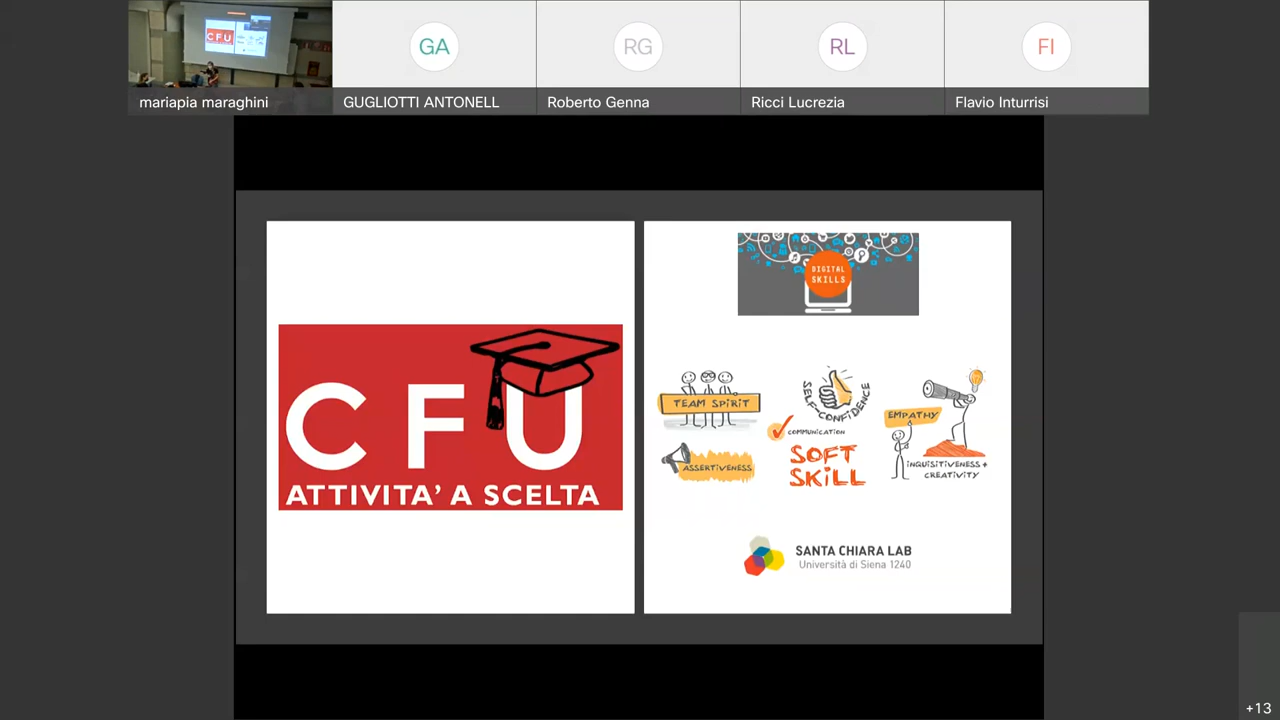 CFU
GA
RG
RL
FI
mariapia maraghini
GUGLIOTTI ANTONELL
Roberto Genna
Ricci Lucrezia
Flavio Inturrisi
CFU
ATTIVITA’ A SCELTA
DIGITAL
SKILLS
TEAM SPIRIT
SELF-CONFIDENCE
COMMUNICATION
EMPATHY
ASSERTIVENESS
SOFT
SKILL
INQUISITIVENESS +
CREATIVITY
SANTA CHIARA LAB
Università di Siena 1240
+13